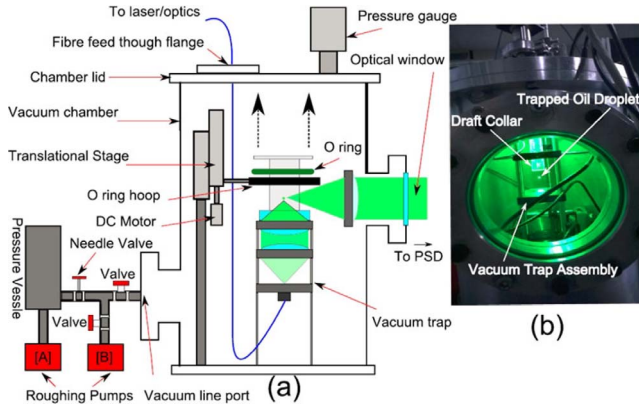 To laser/optics
Fibre feed though flange
Chamber lid
Vacuum chamber
Translational Stage
O ring hoop
DC Motor
Pressure Vessle
Needle Valve
Valve
Valve
[A]
[B]
Roughing Pumps
Vacuum line port
(a)
Pressure gauge
Optical window
O ring
To PSD
Vacuum trap
Trapped Oil Droplet
Draft Collar
Vacuum Trap Assembly
(b)